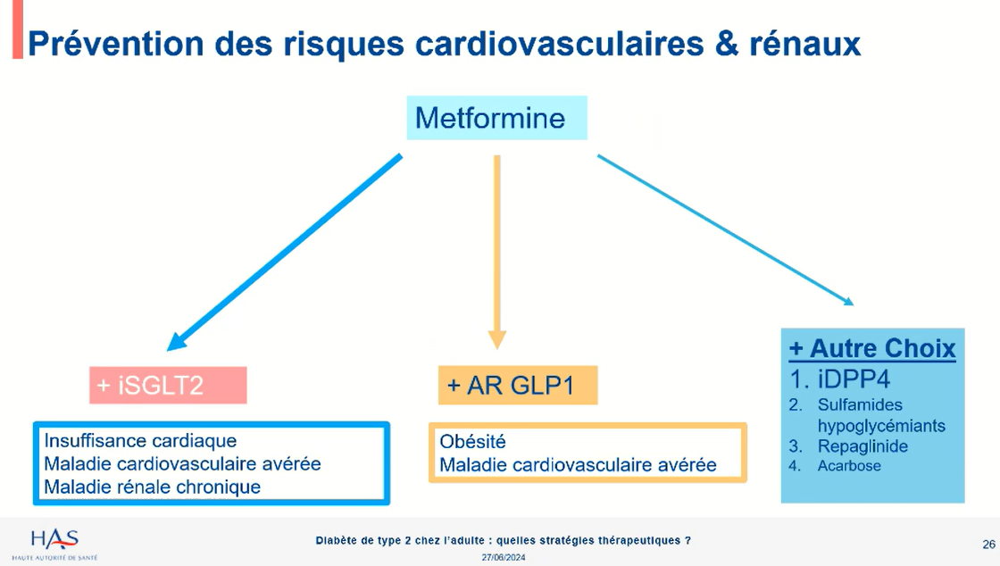 Prévention des risques cardiovasculaires & rénaux
Metformine
+ iSGLT2
Insuffisance cardiaque
Maladie cardiovasculaire avérée
Maladie rénale chronique
+ AR GLP1
Obésité
Maladie cardiovasculaire avérée
+ Autre Choix
1. iDPP4
2. Sulfamides
hypoglycémiants
3. Repaglinide
4. Acarbose
HAS
HAUTE AUTORITÉ DE SANTÉ
Diabète de type 2 chez l'adulte : quelles stratégies thérapeutiques ?
27/06/2024
26